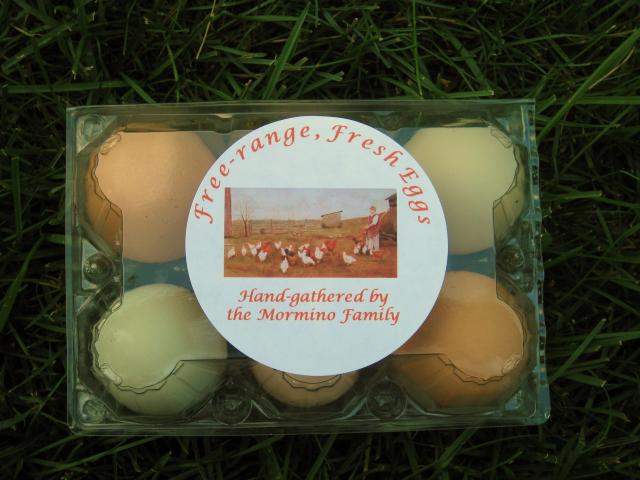 Free-range, Fresh Eggs
Hand-gathered by
the Mormino Family